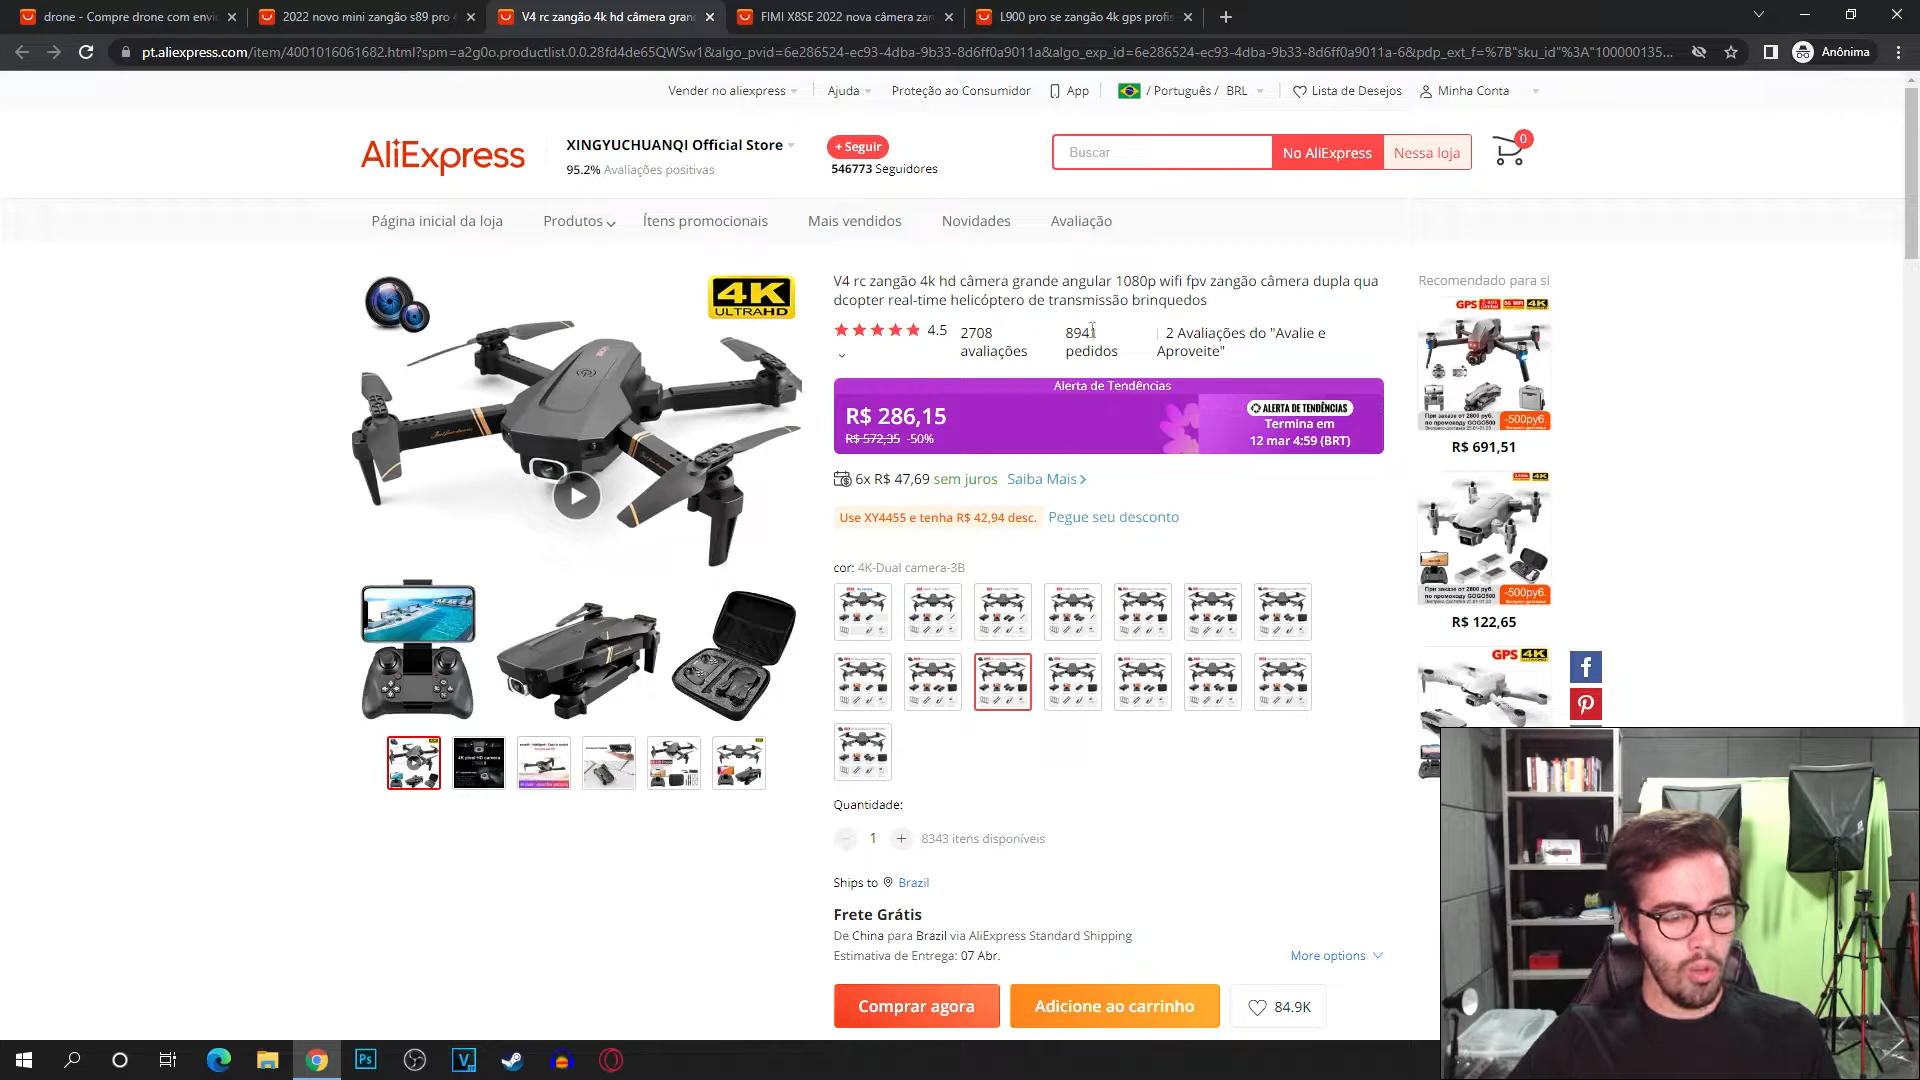 drone - Compre drone com envi
2022 novo mini zangão s89 pro 4
V4 rc zangão 4k hd câmera gran
FIMI X8SE 2022 nova câmera zan
L900 pro se zangão 4k gps profis
pt.aliexpress.com/item/4001016061682.html?spm=a2g0o.productlist.0.0.28fd4de65QWSw1&algo_pvid=6e286524-ec93-4dba-9b33-8d6ff0a9011a&algo_exp_id=6e286524-ec93-4dba-9b33-8d6ff0a9011a-6&pdp_ext_f=%7B"sku_id"%3A"100000135...
Anônima
Vender no aliexpress
Ajuda
Proteção ao Consumidor
App
/ Português / BRL
Lista de Desejos
Minha Conta
AliExpress
XINGYUCHUANQI Official Store
95.2% Avaliações positivas
+ Seguir
546773 Seguidores
Buscar
No AliExpress
Nessa loja
0
Página inicial da loja
Produtos
Ítens promocionais
Mais vendidos
Novidades
Avaliação
4K
ULTRAHD
V4 rc zangão 4k hd câmera grande angular 1080p wifi fpv zangão câmera dupla qua
dcopter real-time helicóptero de transmissão brinquedos
4.5
2708
avaliações
8941
pedidos
2 Avaliações do "Avalie e
Aproveite"
Alerta de Tendências
R$ 286,15
R$ 572,35 -50%
ALERTA DE TENDÊNCIAS
Termina em
12 mar 4:59 (BRT)
6x R$ 47,69 sem juros Saiba Mais
Use XY4455 e tenha R$ 42,94 desc.
Pegue seu desconto
cor: 4K-Dual camera-3B
Quantidade:
1
8343 itens disponíveis
Ships to Brazil
Frete Grátis
De China para Brazil via AliExpress Standard Shipping
Estimativa de Entrega: 07 Abr.
More options
Comprar agora
Adicione ao carrinho
84.9K
Recomendado para si
GPS
4K
-500руб.
R$ 691,51
4K
-500руб.
R$ 122,65
GPS 4K
Ps
V